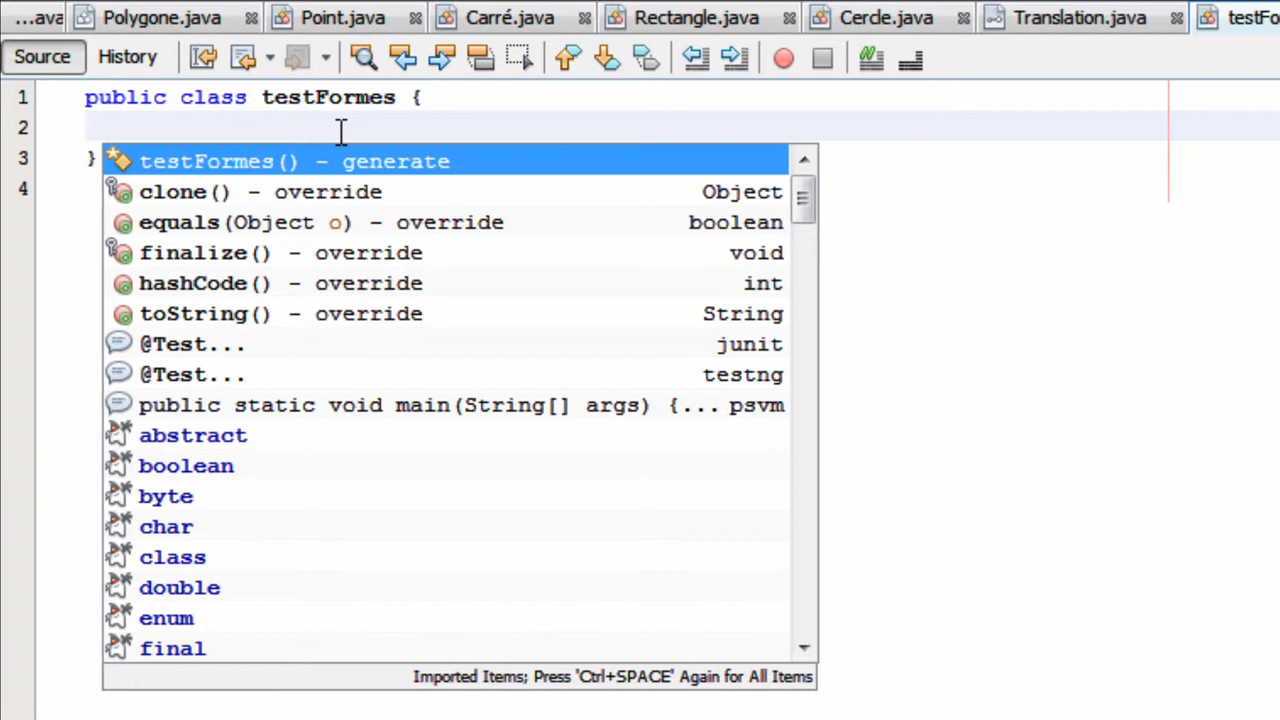 ...ava Polygone.java Point.java Carré.java Rectangle.java Cercle.java Translation.java testFo
Source History
1 public class testFormes {
2
3 }
4
testFormes() - generate
clone() - override Object
equals(Object o) - override boolean
finalize() - override void
hashCode() - override int
toString() - override String
@Test... junit
@Test... testng
public static void main(String[] args) {... psvm
abstract
boolean
byte
char
class
double
enum
final
Imported Items; Press 'Ctrl+SPACE' Again for All Items